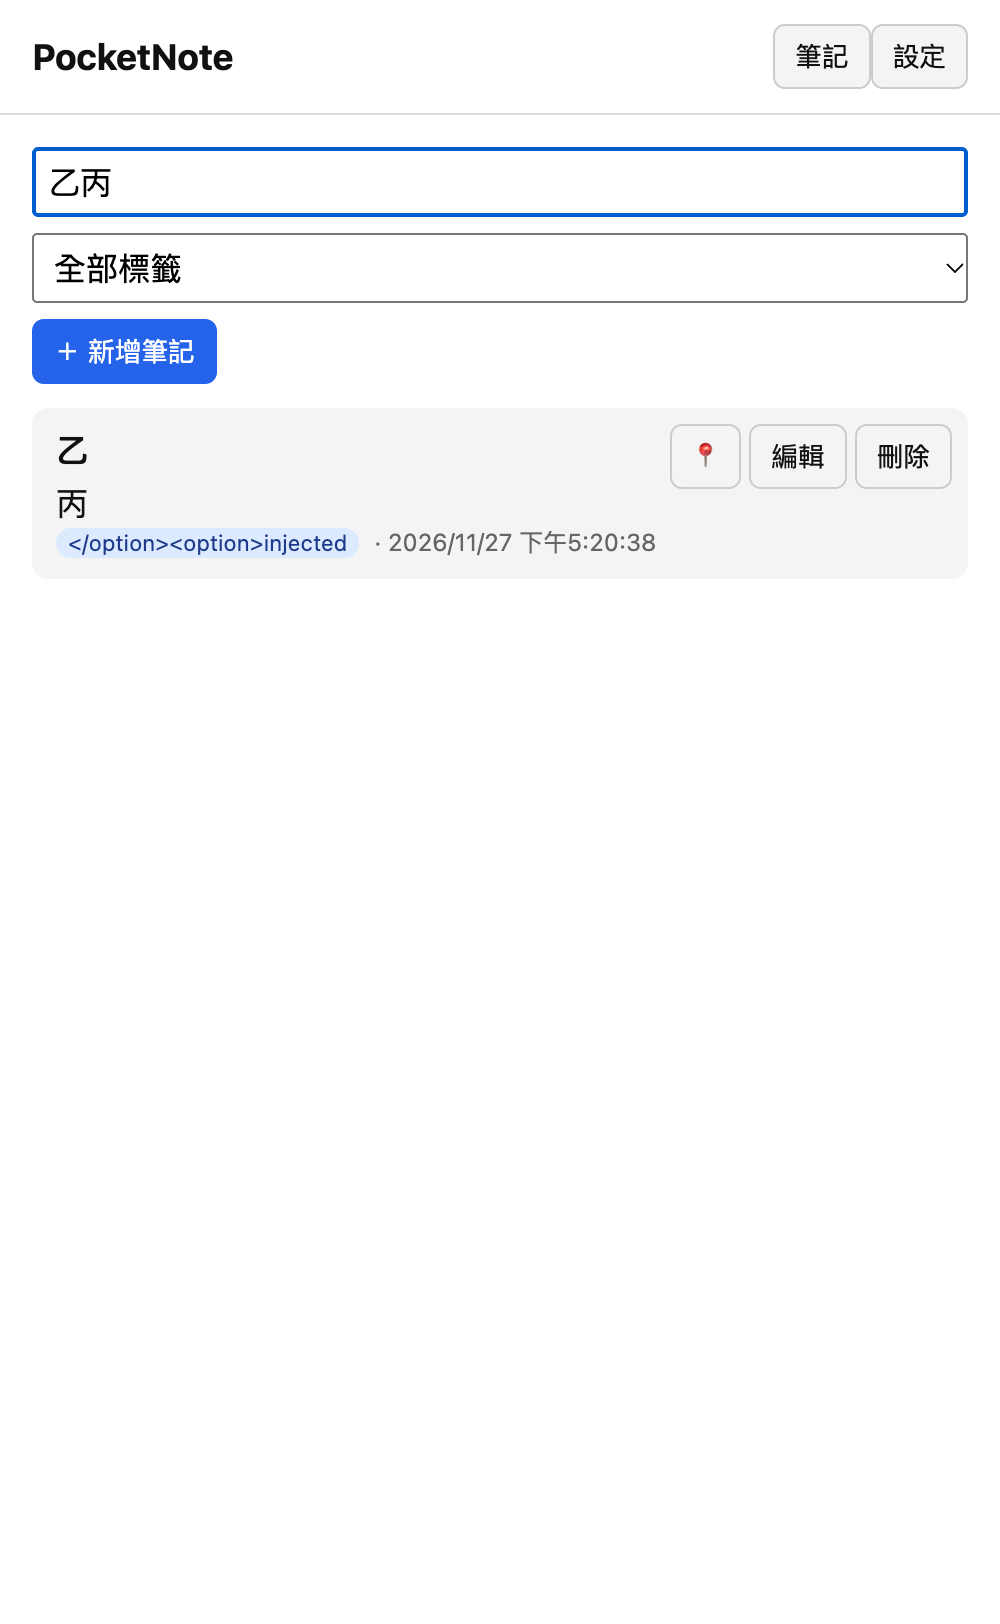 PocketNote
筆記 設定
乙丙
全部標籤
+ 新增筆記
乙
編輯 刪除
丙
</option><option>injected · 2026/11/27 下午5:20:38